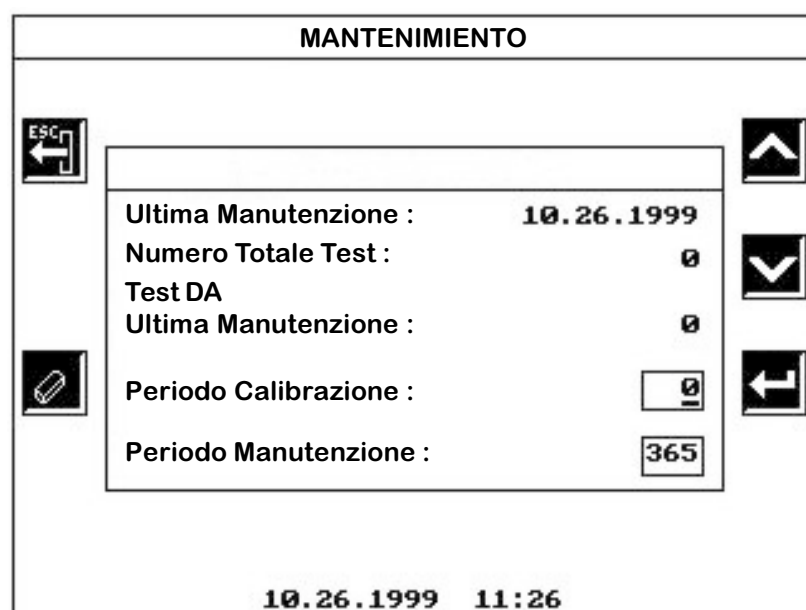 MANTENIMIENTO
ESC
Ultima Manutenzione : 10.26.1999
Numero Totale Test : 0
Test DA
Ultima Manutenzione : 0
Periodo Calibrazione : 0
Periodo Manutenzione : 365
10.26.1999 11:26